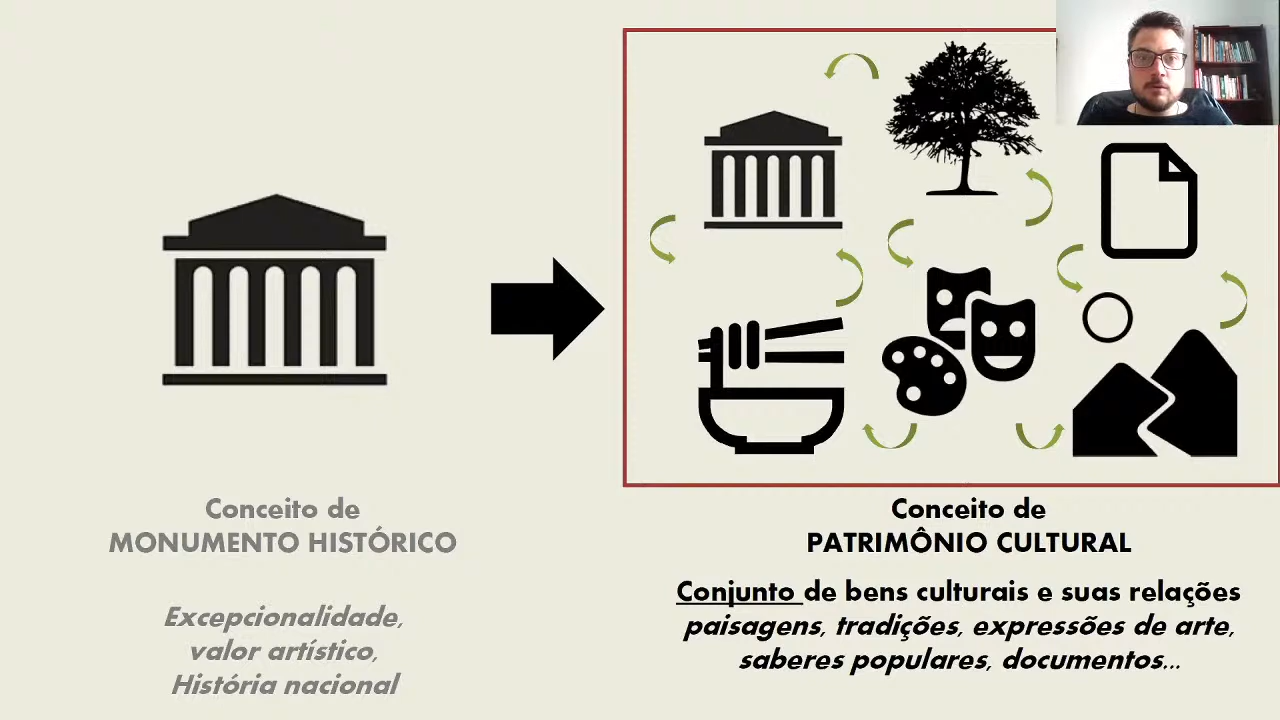 Conceito de
MONUMENTO HISTÓRICO
Excepcionalidade,
valor artístico,
História nacional
Conceito de
PATRIMÔNIO CULTURAL
Conjunto de bens culturais e suas relações
paisagens, tradições, expressões de arte,
saberes populares, documentos...